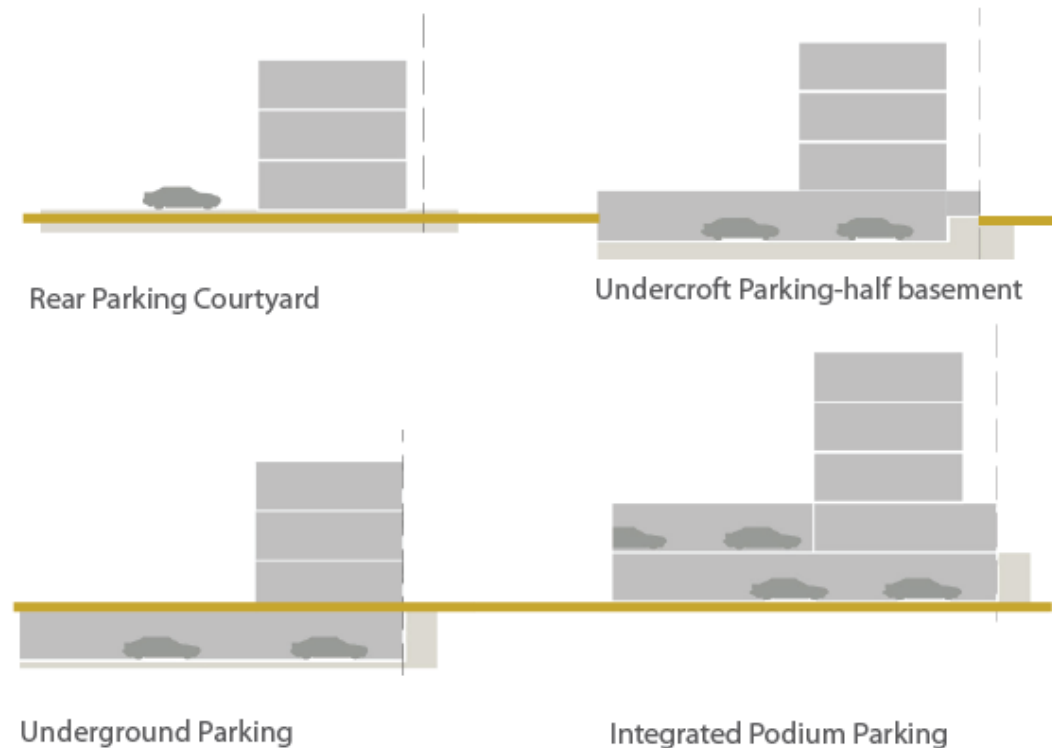 Rear Parking Courtyard
Undercroft Parking-half basement
Underground Parking
Integrated Podium Parking